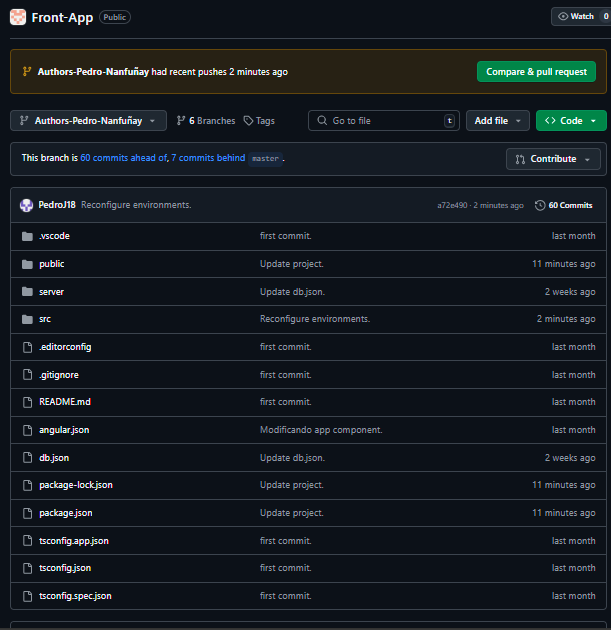 Front-App Public Watch 0
Authors-Pedro-Nanfuñay had recent pushes 2 minutes ago Compare & pull request
Authors-Pedro-Nanfuñay 6 Branches Tags Go to file t Add file Code
This branch is 60 commits ahead of, 7 commits behind master . Contribute
PedroJ18 Reconfigure environments. a72e490 · 2 minutes ago 60 Commits
.vscode first commit. last month
public Update project. 11 minutes ago
server Update db.json. 2 weeks ago
src Reconfigure environments. 2 minutes ago
.editorconfig first commit. last month
.gitignore first commit. last month
README.md first commit. last month
angular.json Modificando app component. last month
db.json Update db.json. 2 weeks ago
package-lock.json Update project. 11 minutes ago
package.json Update project. 11 minutes ago
tsconfig.app.json first commit. last month
tsconfig.json first commit. last month
tsconfig.spec.json first commit. last month